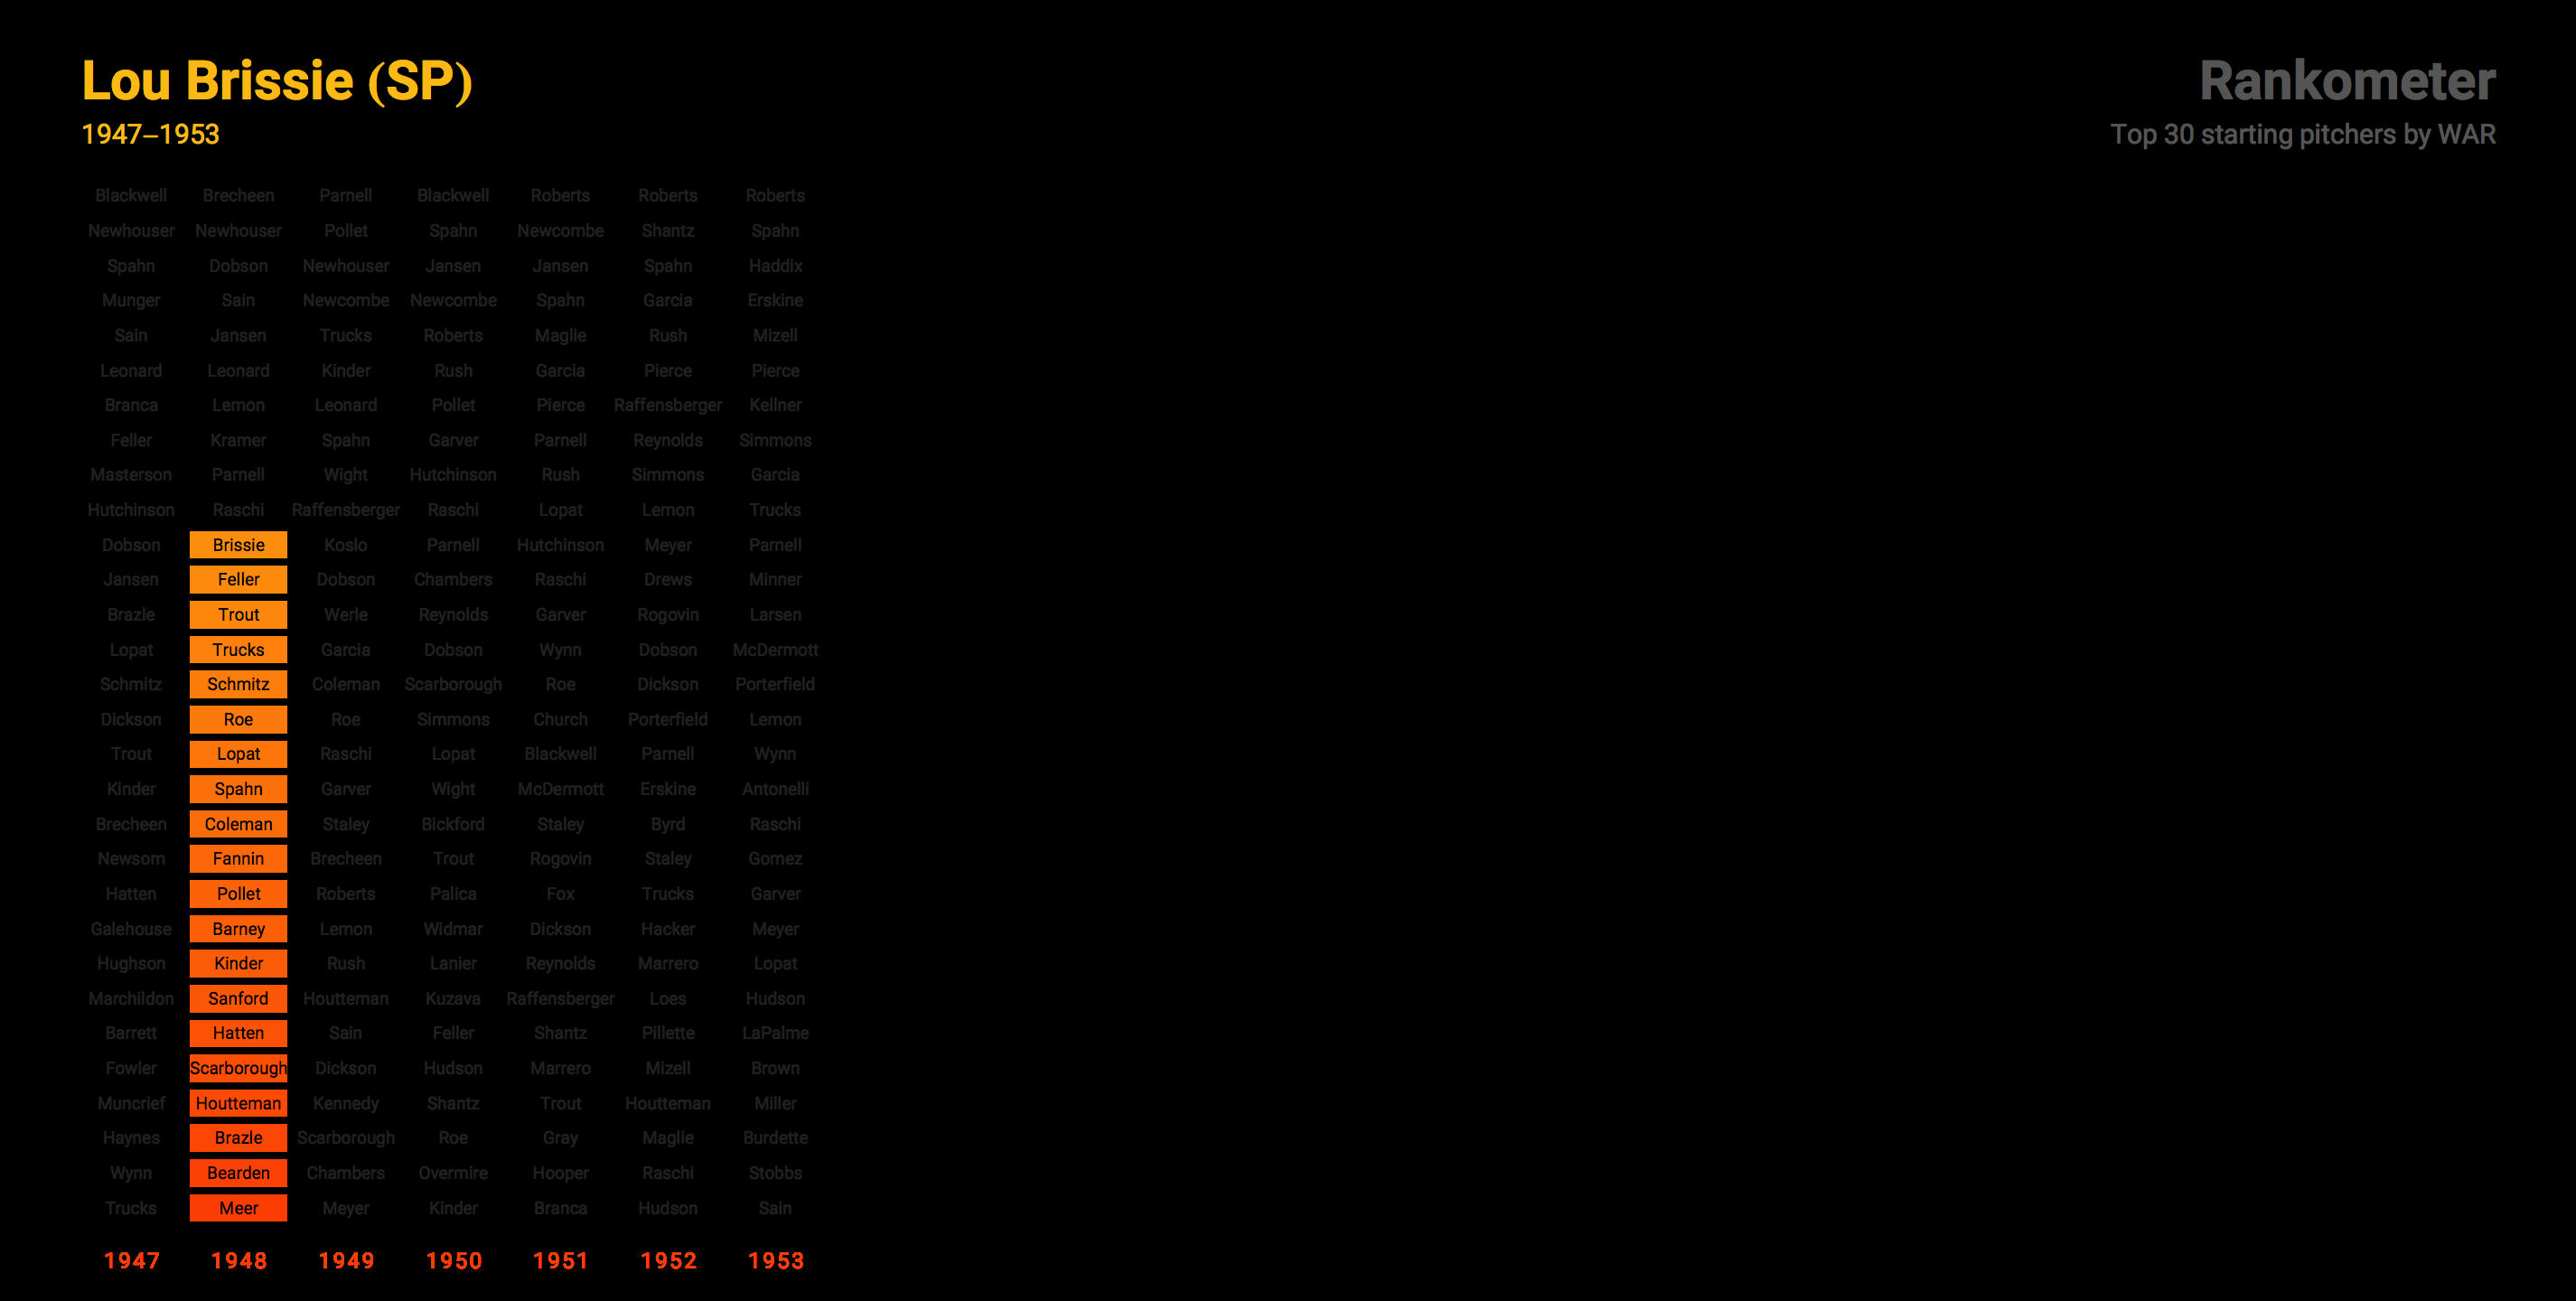 Lou Brissie (SP)
1947–1953
Rankometer
Top 30 starting pitchers by WAR
Blackwell Brecheen Parnell Blackwell Roberts Roberts Roberts
Newhouser Newhouser Pollet Spahn Newcombe Shantz Spahn
Spahn Dobson Newhouser Jansen Jansen Spahn Haddix
Munger Sain Newcombe Newcombe Spahn Garcia Erskine
Sain Jansen Trucks Roberts Maglie Rush Mizell
Leonard Leonard Kinder Rush Garcia Pierce Pierce
Branca Lemon Leonard Pollet Pierce Raffensberger Kellner
Feller Kramer Spahn Garver Parnell Reynolds Simmons
Masterson Parnell Wight Hutchinson Rush Simmons Garcia
Hutchinson Raschi Raffensberger Raschi Lopat Lemon Trucks
Dobson Brissie Koslo Parnell Hutchinson Meyer Parnell
Jansen Feller Dobson Chambers Raschi Drews Minner
Brazle Trout Werle Reynolds Garver Rogovin Larsen
Lopat Trucks Garcia Dobson Wynn Dobson McDermott
Schmitz Schmitz Coleman Scarborough Roe Dickson Porterfield
Dickson Roe Roe Simmons Church Porterfield Lemon
Trout Lopat Raschi Lopat Blackwell Parnell Wynn
Kinder Spahn Garver Wight McDermott Erskine Antonelli
Brecheen Coleman Staley Bickford Staley Byrd Raschi
Newsom Fannin Brecheen Trout Rogovin Staley Gomez
Hatten Pollet Roberts Palica Fox Trucks Garver
Galehouse Barney Lemon Widmar Dickson Hacker Meyer
Hughson Kinder Rush Lanier Reynolds Marrero Lopat
Marchildon Sanford Houtteman Kuzava Raffensberger Loes Hudson
Barrett Hatten Sain Feller Shantz Pillette LaPalme
Fowler Scarborough Dickson Hudson Marrero Mizell Brown
Muncrief Houtteman Kennedy Shantz Trout Houtteman Miller
Haynes Brazle Scarborough Roe Gray Maglie Burdette
Wynn Bearden Chambers Overmire Hooper Raschi Stobbs
Trucks Meer Meyer Kinder Branca Hudson Sain
1947 1948 1949 1950 1951 1952 1953